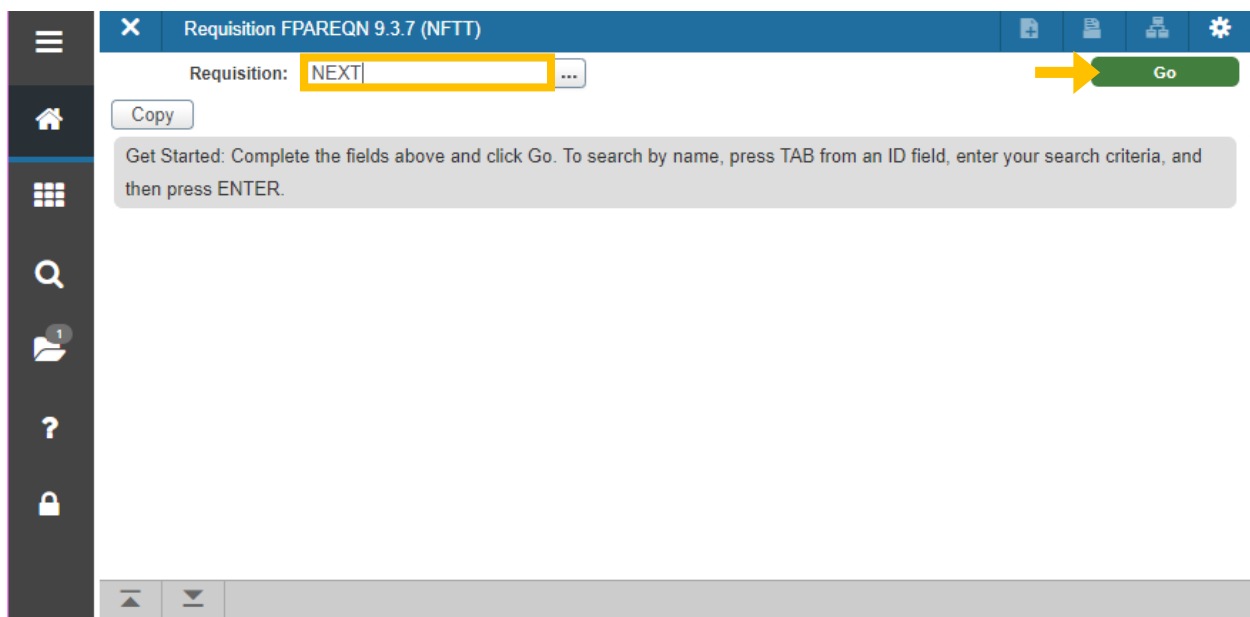 Requisition FPAREQN 9.3.7 (NFTT)
Requisition: NEXT ...
Go
Copy
Get Started: Complete the fields above and click Go. To search by name, press TAB from an ID field, enter your search criteria, and
then press ENTER.
1
?